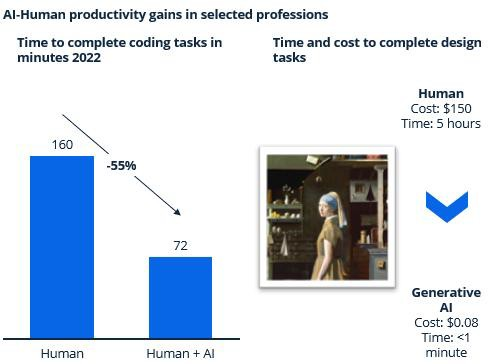 AI-Human productivity gains in selected professions
Time to complete coding tasks in
minutes 2022
160
-55%
72
Human
Human + AI
Time and cost to complete design
tasks
Human
Cost: $150
Time: 5 hours
Generative
AI
Cost: $0.08
Time: <1
minute